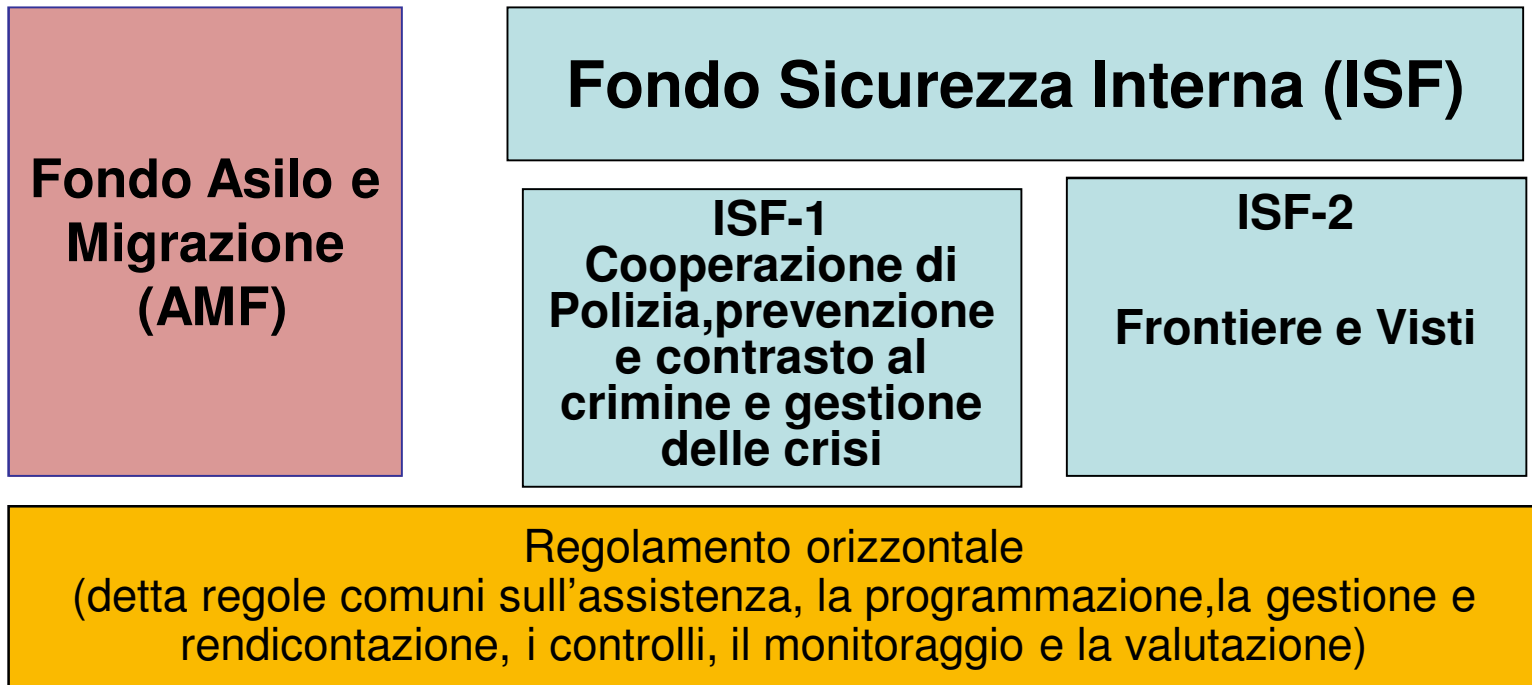 Fondo Asilo e
Migrazione
(AMF)
Fondo Sicurezza Interna (ISF)
ISF-1
Cooperazione di
Polizia,prevenzione
e contrasto al
crimine e gestione
delle crisi
ISF-2
Frontiere e Visti
Regolamento orizzontale
(detta regole comuni sull’assistenza, la programmazione,la gestione e
rendicontazione, i controlli, il monitoraggio e la valutazione)